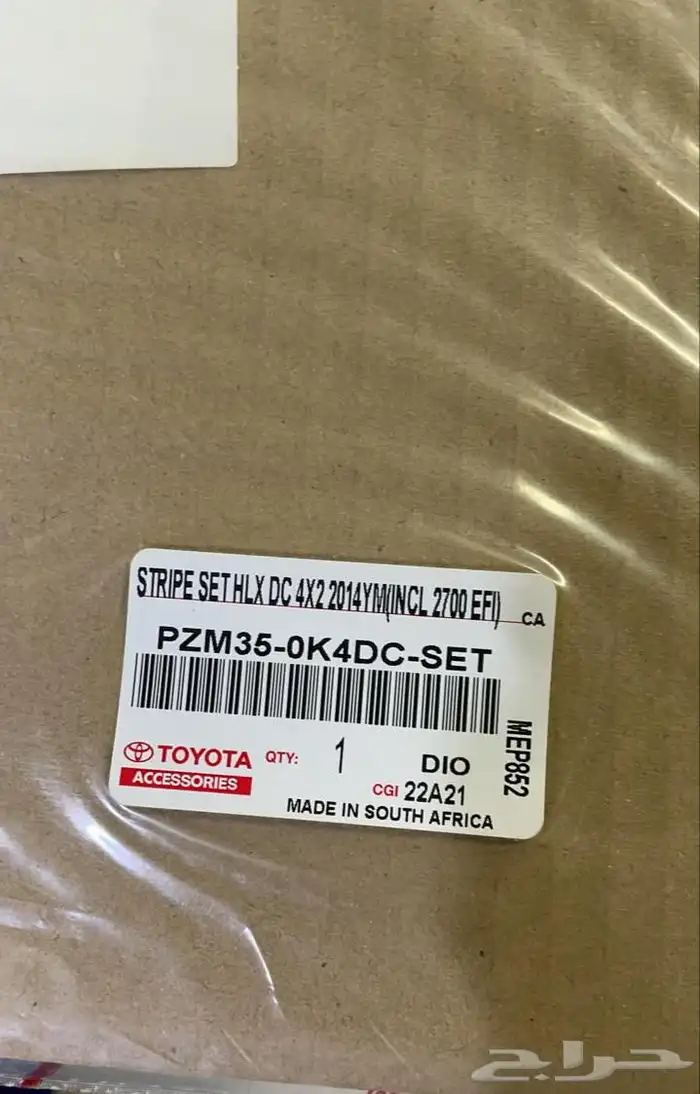 STRIPE SET HLX DC 4X2 2014YM(INCL 2700 EFI)
CA
PZM35-0K4DC-SET
TOYOTA
ACCESSORIES
QTY: 1
DIO
CGI 22A21
MADE IN SOUTH AFRICA
MEP852
حراج